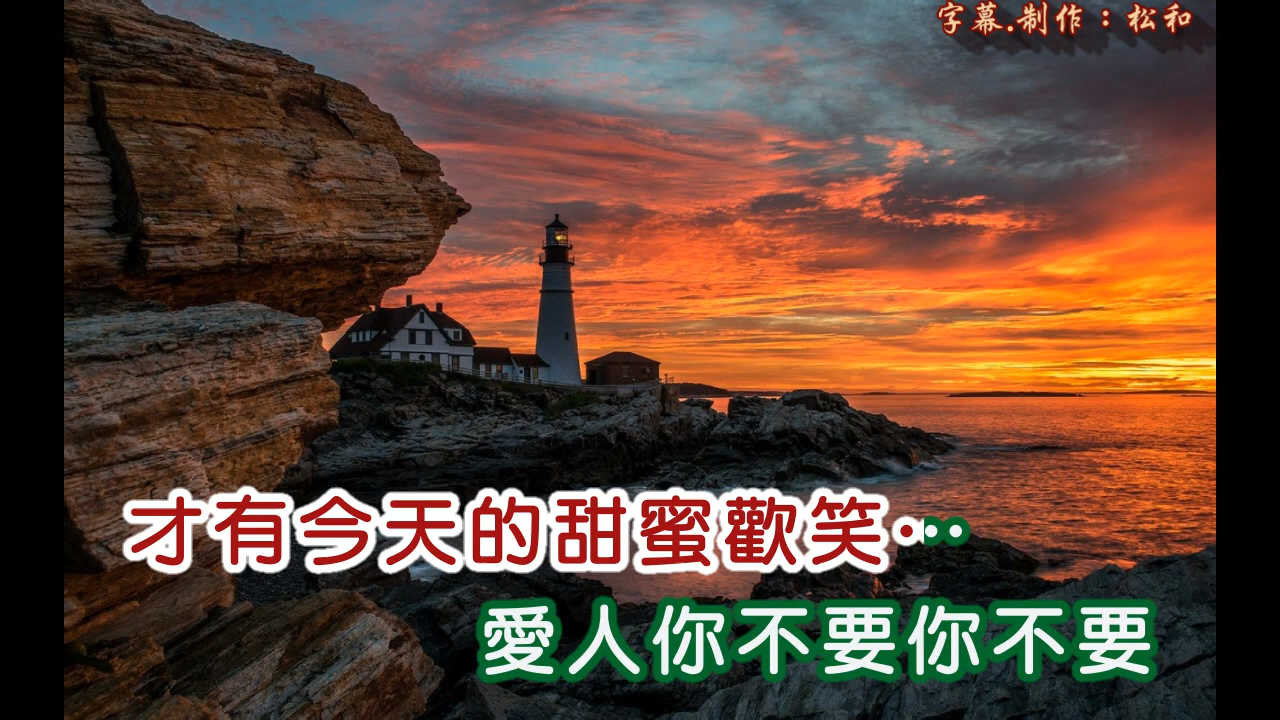 字幕.制作：松和
才有今天的甜蜜歡笑…
愛人你不要你不要